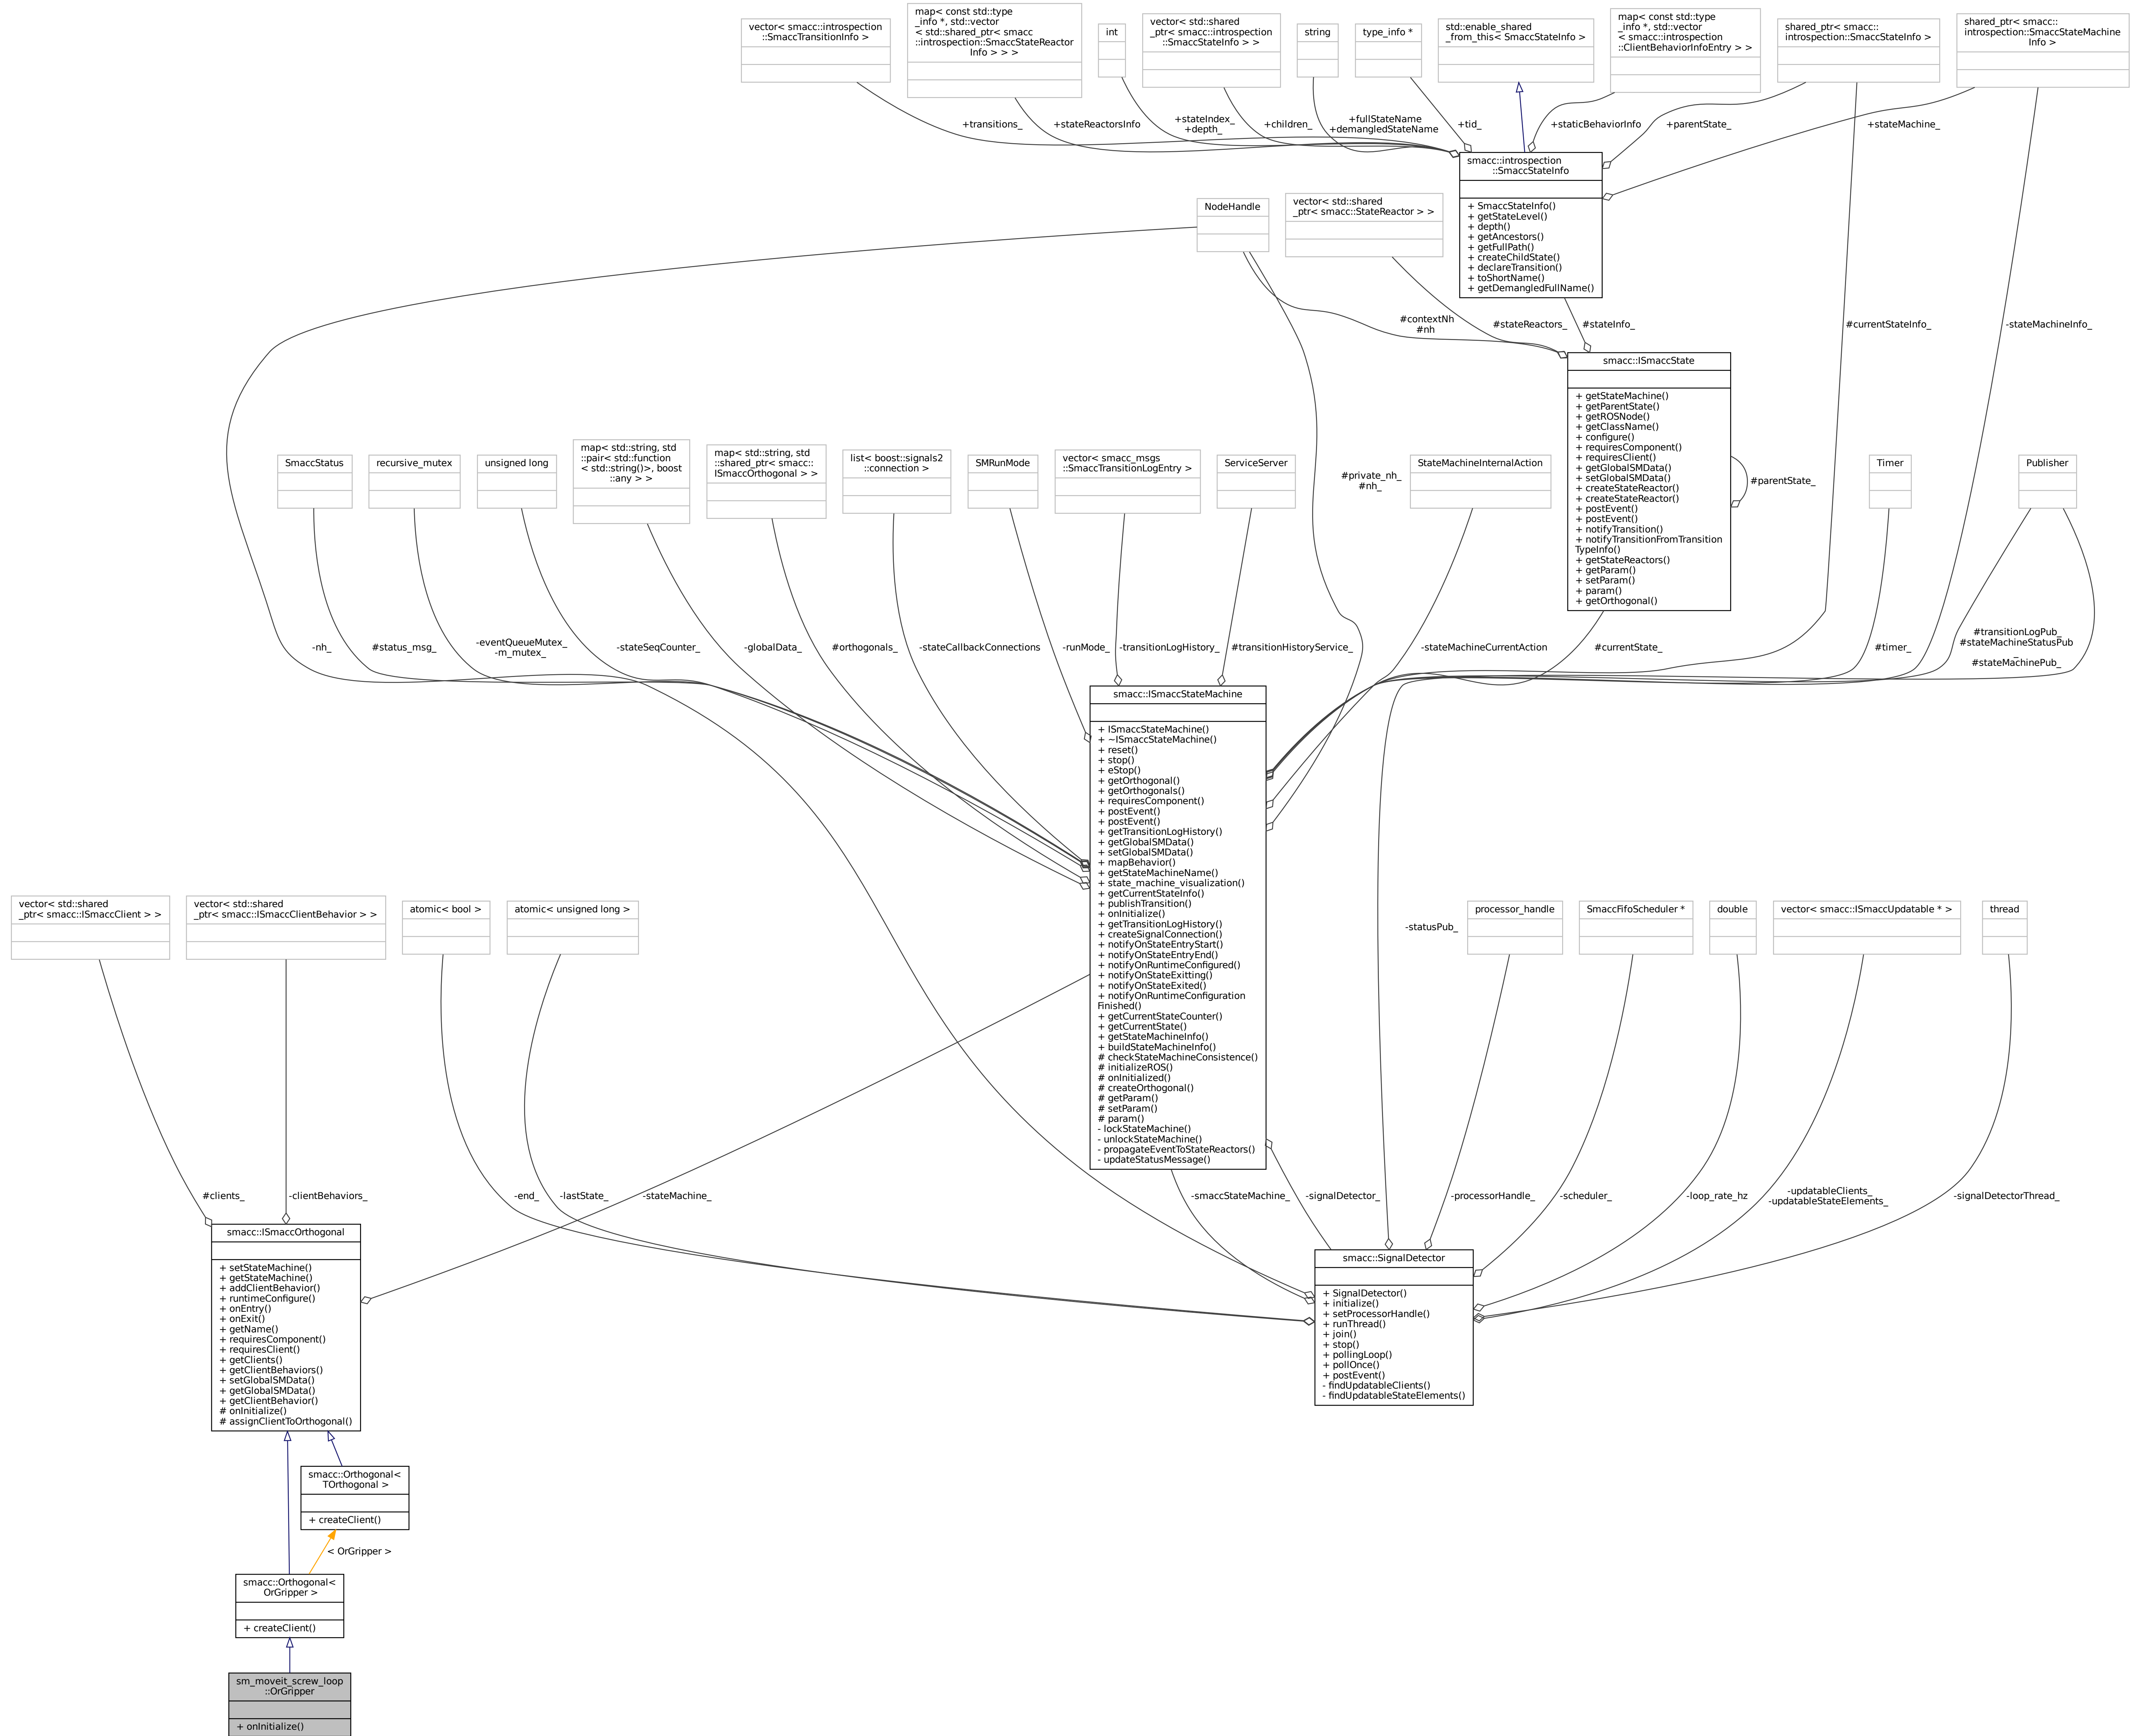 vector< smacc::introspection
::SmaccTransitionInfo >
map< const std::type
_info *, std::vector
< std::shared_ptr< smacc
::introspection::SmaccStateReactor
Info > > >
int
vector< std::shared
_ptr< smacc::introspection
::SmaccStateInfo > >
string
type_info *
std::enable_shared
_from_this< SmaccStateInfo >
map< const std::type
_info *, std::vector
< smacc::introspection
::ClientBehaviorInfoEntry > >
shared_ptr< smacc::
introspection::SmaccStateInfo >
shared_ptr< smacc::
introspection::SmaccStateMachine
Info >
+transitions_
+stateReactorsInfo
+stateIndex_
+depth_
+children_
+fullStateName
+demangledStateName
+tid_
+staticBehaviorInfo
+parentState_
+stateMachine_
smacc::introspection
::SmaccStateInfo
+ SmaccStateInfo()
+ getStateLevel()
+ depth()
+ getAncestors()
+ getFullPath()
+ createChildState()
+ declareTransition()
+ toShortName()
+ getDemangledFullName()
NodeHandle
vector< std::shared
_ptr< smacc::StateReactor > >
#contextNh
#nh
#stateReactors_
#stateInfo_
#currentStateInfo_
-stateMachineInfo_
smacc::ISmaccState
+ getStateMachine()
+ getParentState()
+ getROSNode()
+ getClassName()
+ configure()
+ requiresComponent()
+ requiresClient()
+ getGlobalSMData()
+ setGlobalSMData()
+ createStateReactor()
+ createStateReactor()
+ postEvent()
+ postEvent()
+ notifyTransition()
+ notifyTransitionFromTransition
TypeInfo()
+ getStateReactors()
+ getParam()
+ setParam()
+ param()
+ getOrthogonal()
#parentState_
SmaccStatus
recursive_mutex
unsigned long
map< std::string, std
::pair< std::function
< std::string()>, boost
::any > >
map< std::string, std
::shared_ptr< smacc::
ISmaccOrthogonal > >
list< boost::signals2
::connection >
SMRunMode
vector< smacc_msgs
::SmaccTransitionLogEntry >
ServiceServer
#private_nh_
#nh_
StateMachineInternalAction
Timer
Publisher
-nh_
#status_msg_
-eventQueueMutex_
-m_mutex_
-stateSeqCounter_
-globalData_
#orthogonals_
-stateCallbackConnections
-runMode_
-transitionLogHistory_
#transitionHistoryService_
-stateMachineCurrentAction
#currentState_
#timer_
#transitionLogPub_
#stateMachineStatusPub
_
#stateMachinePub_
smacc::ISmaccStateMachine
+ ISmaccStateMachine()
+ ~ISmaccStateMachine()
+ reset()
+ stop()
+ eStop()
+ getOrthogonal()
+ getOrthogonals()
+ requiresComponent()
+ postEvent()
+ postEvent()
+ getTransitionLogHistory()
+ getGlobalSMData()
+ setGlobalSMData()
+ mapBehavior()
+ getStateMachineName()
+ state_machine_visualization()
+ getCurrentStateInfo()
+ publishTransition()
+ onInitialize()
+ getTransitionLogHistory()
+ createSignalConnection()
+ notifyOnStateEntryStart()
+ notifyOnStateEntryEnd()
+ notifyOnRuntimeConfigured()
+ notifyOnStateExitting()
+ notifyOnStateExited()
+ notifyOnRuntimeConfiguration
Finished()
+ getCurrentStateCounter()
+ getCurrentState()
+ getStateMachineInfo()
+ buildStateMachineInfo()
# checkStateMachineConsistence()
# initializeROS()
# onInitialized()
# createOrthogonal()
# getParam()
# setParam()
# param()
- lockStateMachine()
- unlockStateMachine()
- propagateEventToStateReactors()
- updateStatusMessage()
vector< std::shared
_ptr< smacc::ISmaccClient > >
vector< std::shared
_ptr< smacc::ISmaccClientBehavior > >
atomic< bool >
atomic< unsigned long >
-statusPub_
processor_handle
SmaccFifoScheduler *
double
vector< smacc::ISmaccUpdatable * >
thread
#clients_
-clientBehaviors_
-end_
-lastState_
-stateMachine_
-smaccStateMachine_
-signalDetector_
-processorHandle_
-scheduler_
-loop_rate_hz
-updatableClients_
-updatableStateElements_
-signalDetectorThread_
smacc::ISmaccOrthogonal
+ setStateMachine()
+ getStateMachine()
+ addClientBehavior()
+ runtimeConfigure()
+ onEntry()
+ onExit()
+ getName()
+ requiresComponent()
+ requiresClient()
+ getClients()
+ getClientBehaviors()
+ setGlobalSMData()
+ getGlobalSMData()
+ getClientBehavior()
# onInitialize()
# assignClientToOrthogonal()
smacc::SignalDetector
+ SignalDetector()
+ initialize()
+ setProcessorHandle()
+ runThread()
+ join()
+ stop()
+ pollingLoop()
+ pollOnce()
+ postEvent()
- findUpdatableClients()
- findUpdatableStateElements()
smacc::Orthogonal<
TOrthogonal >
+ createClient()
< OrGripper >
smacc::Orthogonal<
OrGripper >
+ createClient()
sm_moveit_screw_loop
::OrGripper
+ onInitialize()